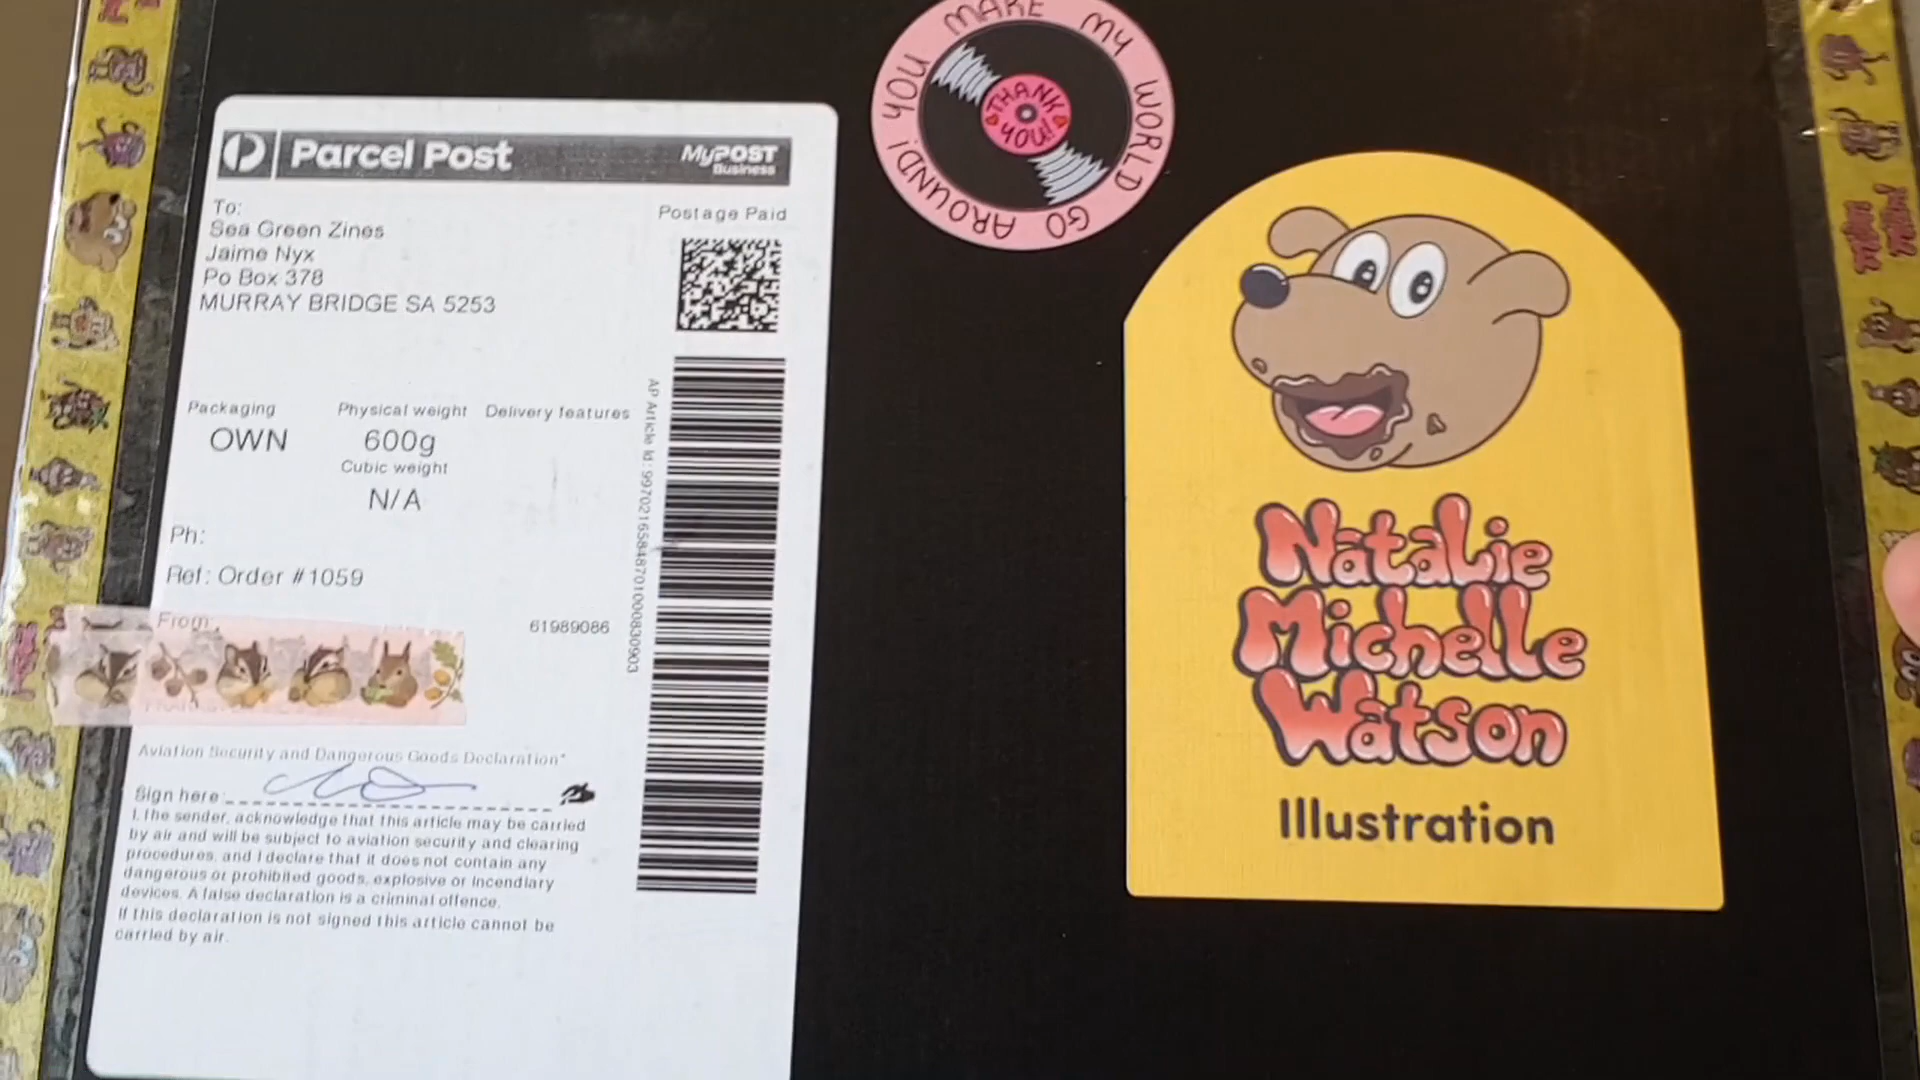 YOU MAKE MY WORLD GO AROUND!
THANK
YOU!
Parcel Post
MyPOST
Business
To:
Sea Green Zines
Jaime Nyx
Po Box 378
MURRAY BRIDGE SA 5253
Postage Paid
Packaging
OWN
Physical weight
600g
Cubic weight
N/A
Delivery features
Ph:
Ref: Order #1059
From:
61989086
Aviation Security and Dangerous Goods Declaration*
Sign here:
I, the sender, acknowledge that this article may be carried
by air and will be subject to aviation security and clearing
procedures, and I declare that it does not contain any
dangerous or prohibited goods, explosive or incendiary
devices. A false declaration is a criminal offence.
If this declaration is not signed this article cannot be
carried by air.
Natalie
Michelle
Watson
Illustration